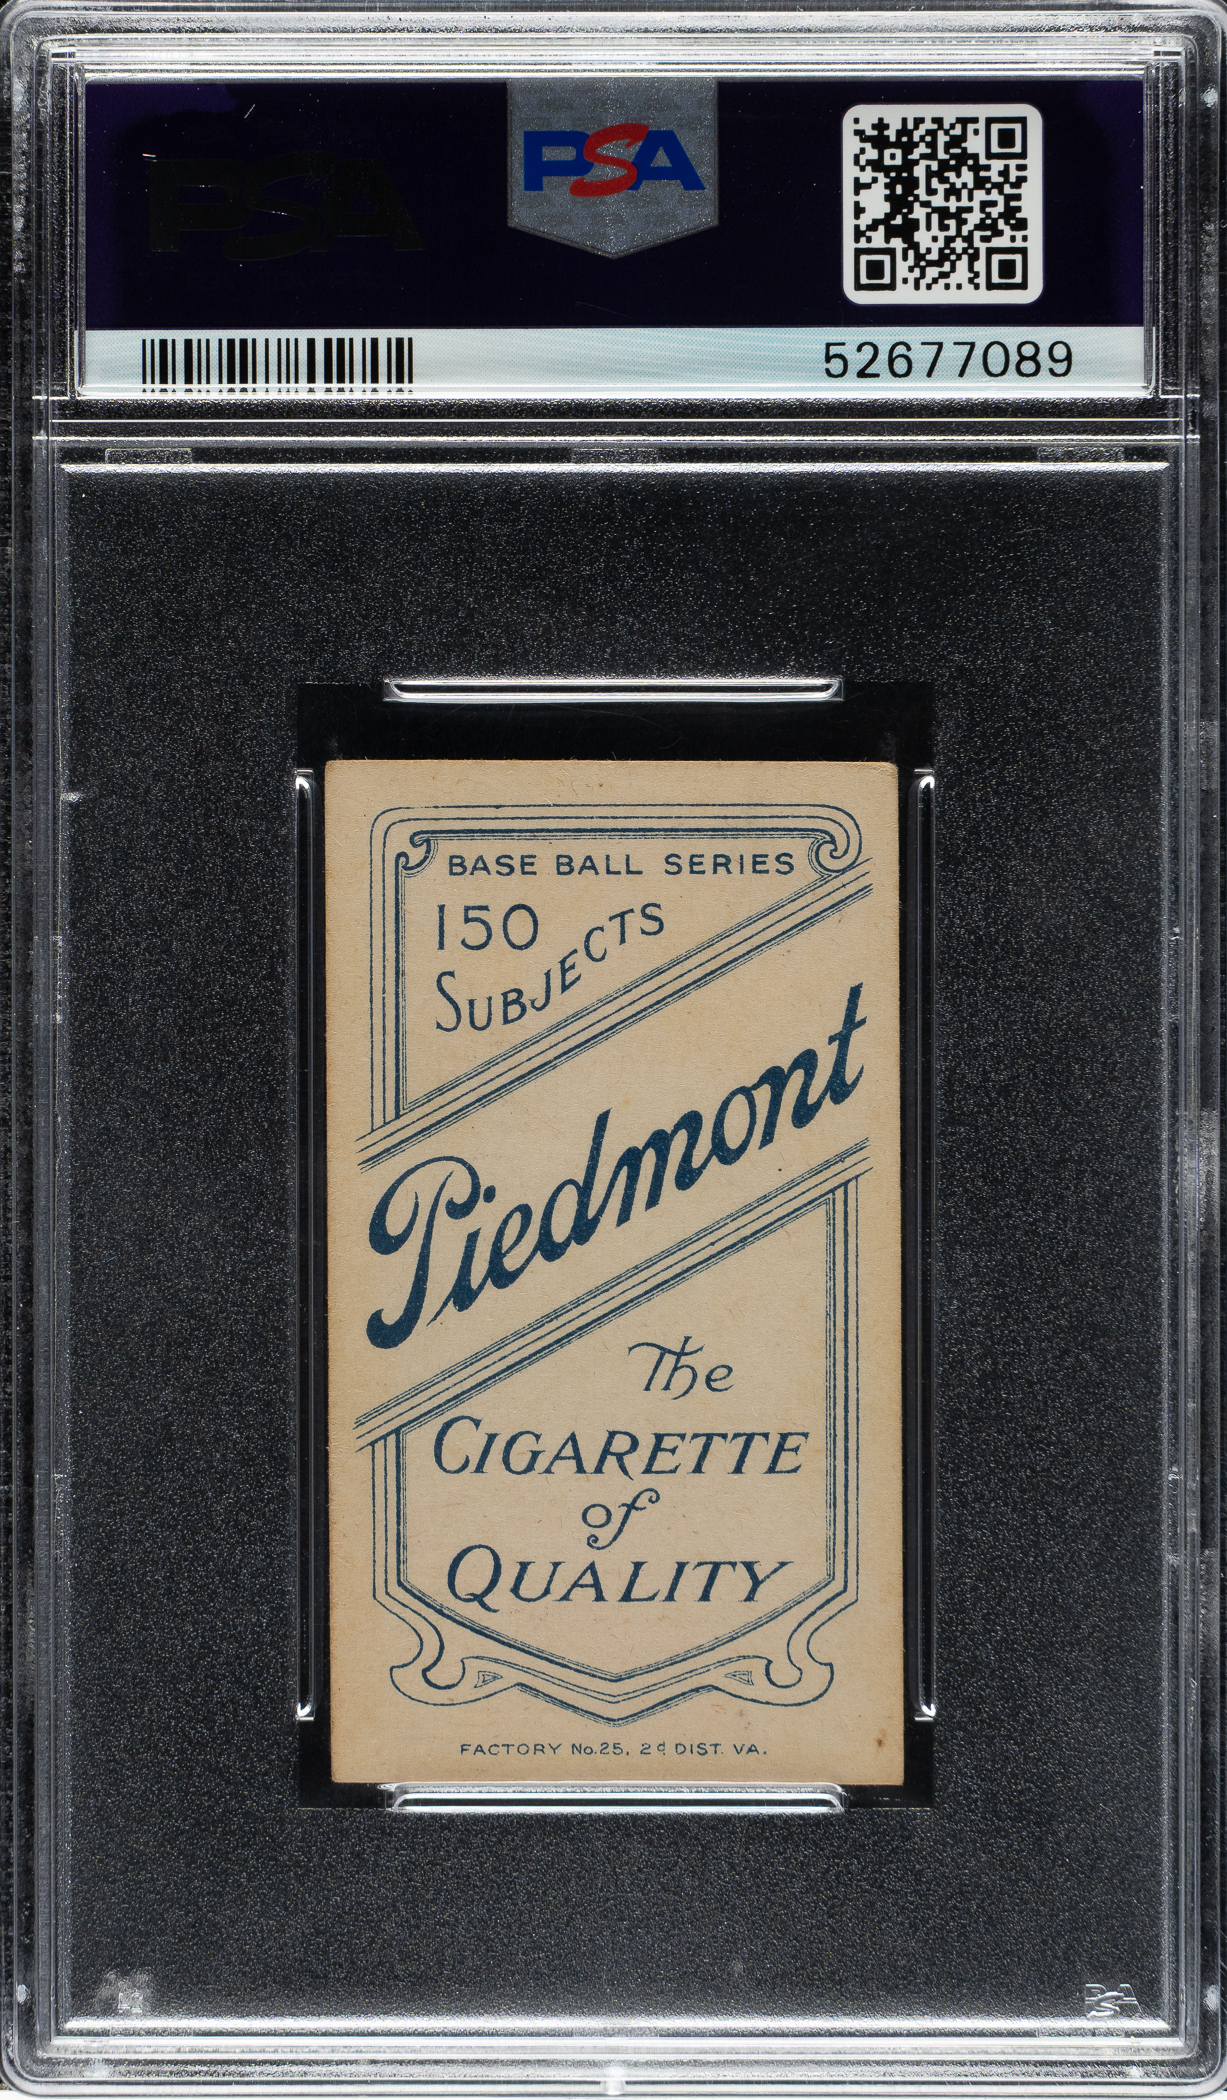 PSA
PSA
52677089
BASE BALL SERIES
150
SUBJECTS
Piedmont
The
CIGARETTE
of
QUALITY
FACTORY No. 25, 2d DIST. VA.
PSA